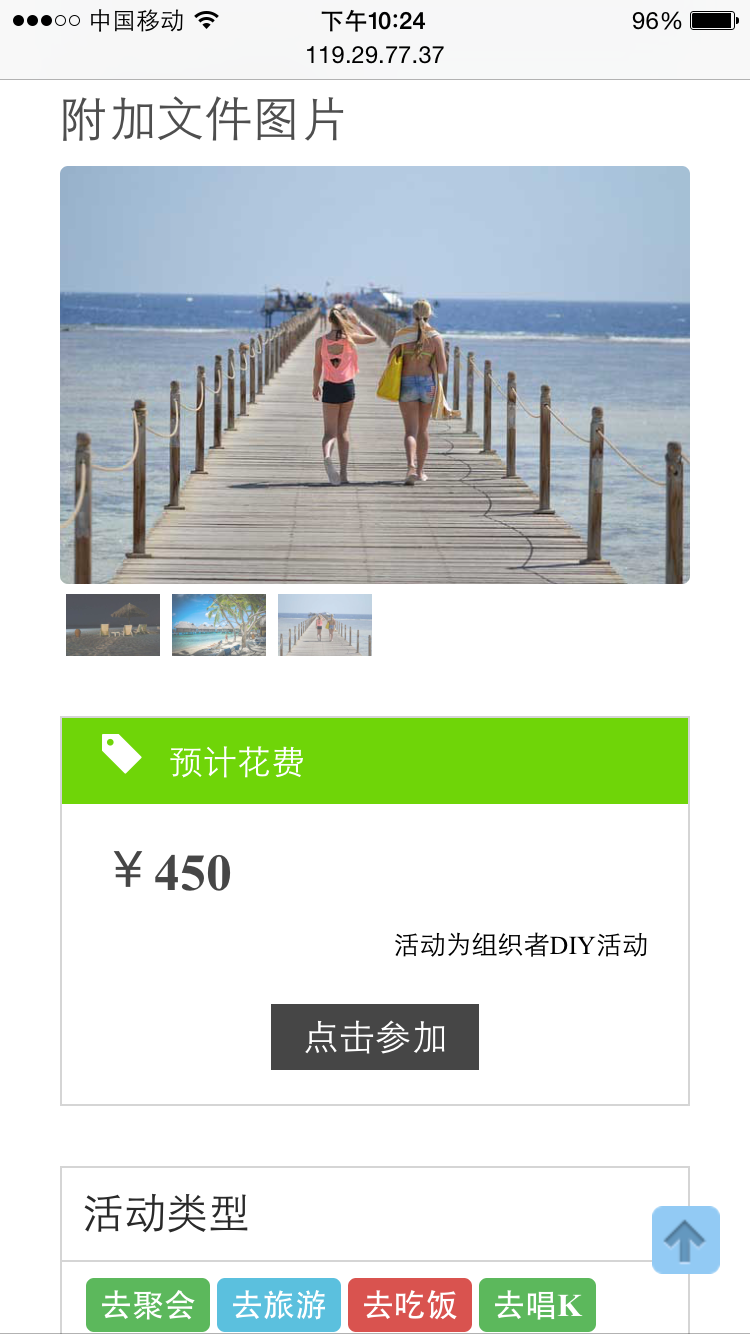 中国移动 下午10:24 96%
119.29.77.37
附加文件图片
预计花费
￥450
活动为组织者DIY活动
点击参加
活动类型
去聚会 去旅游 去吃饭 去唱K